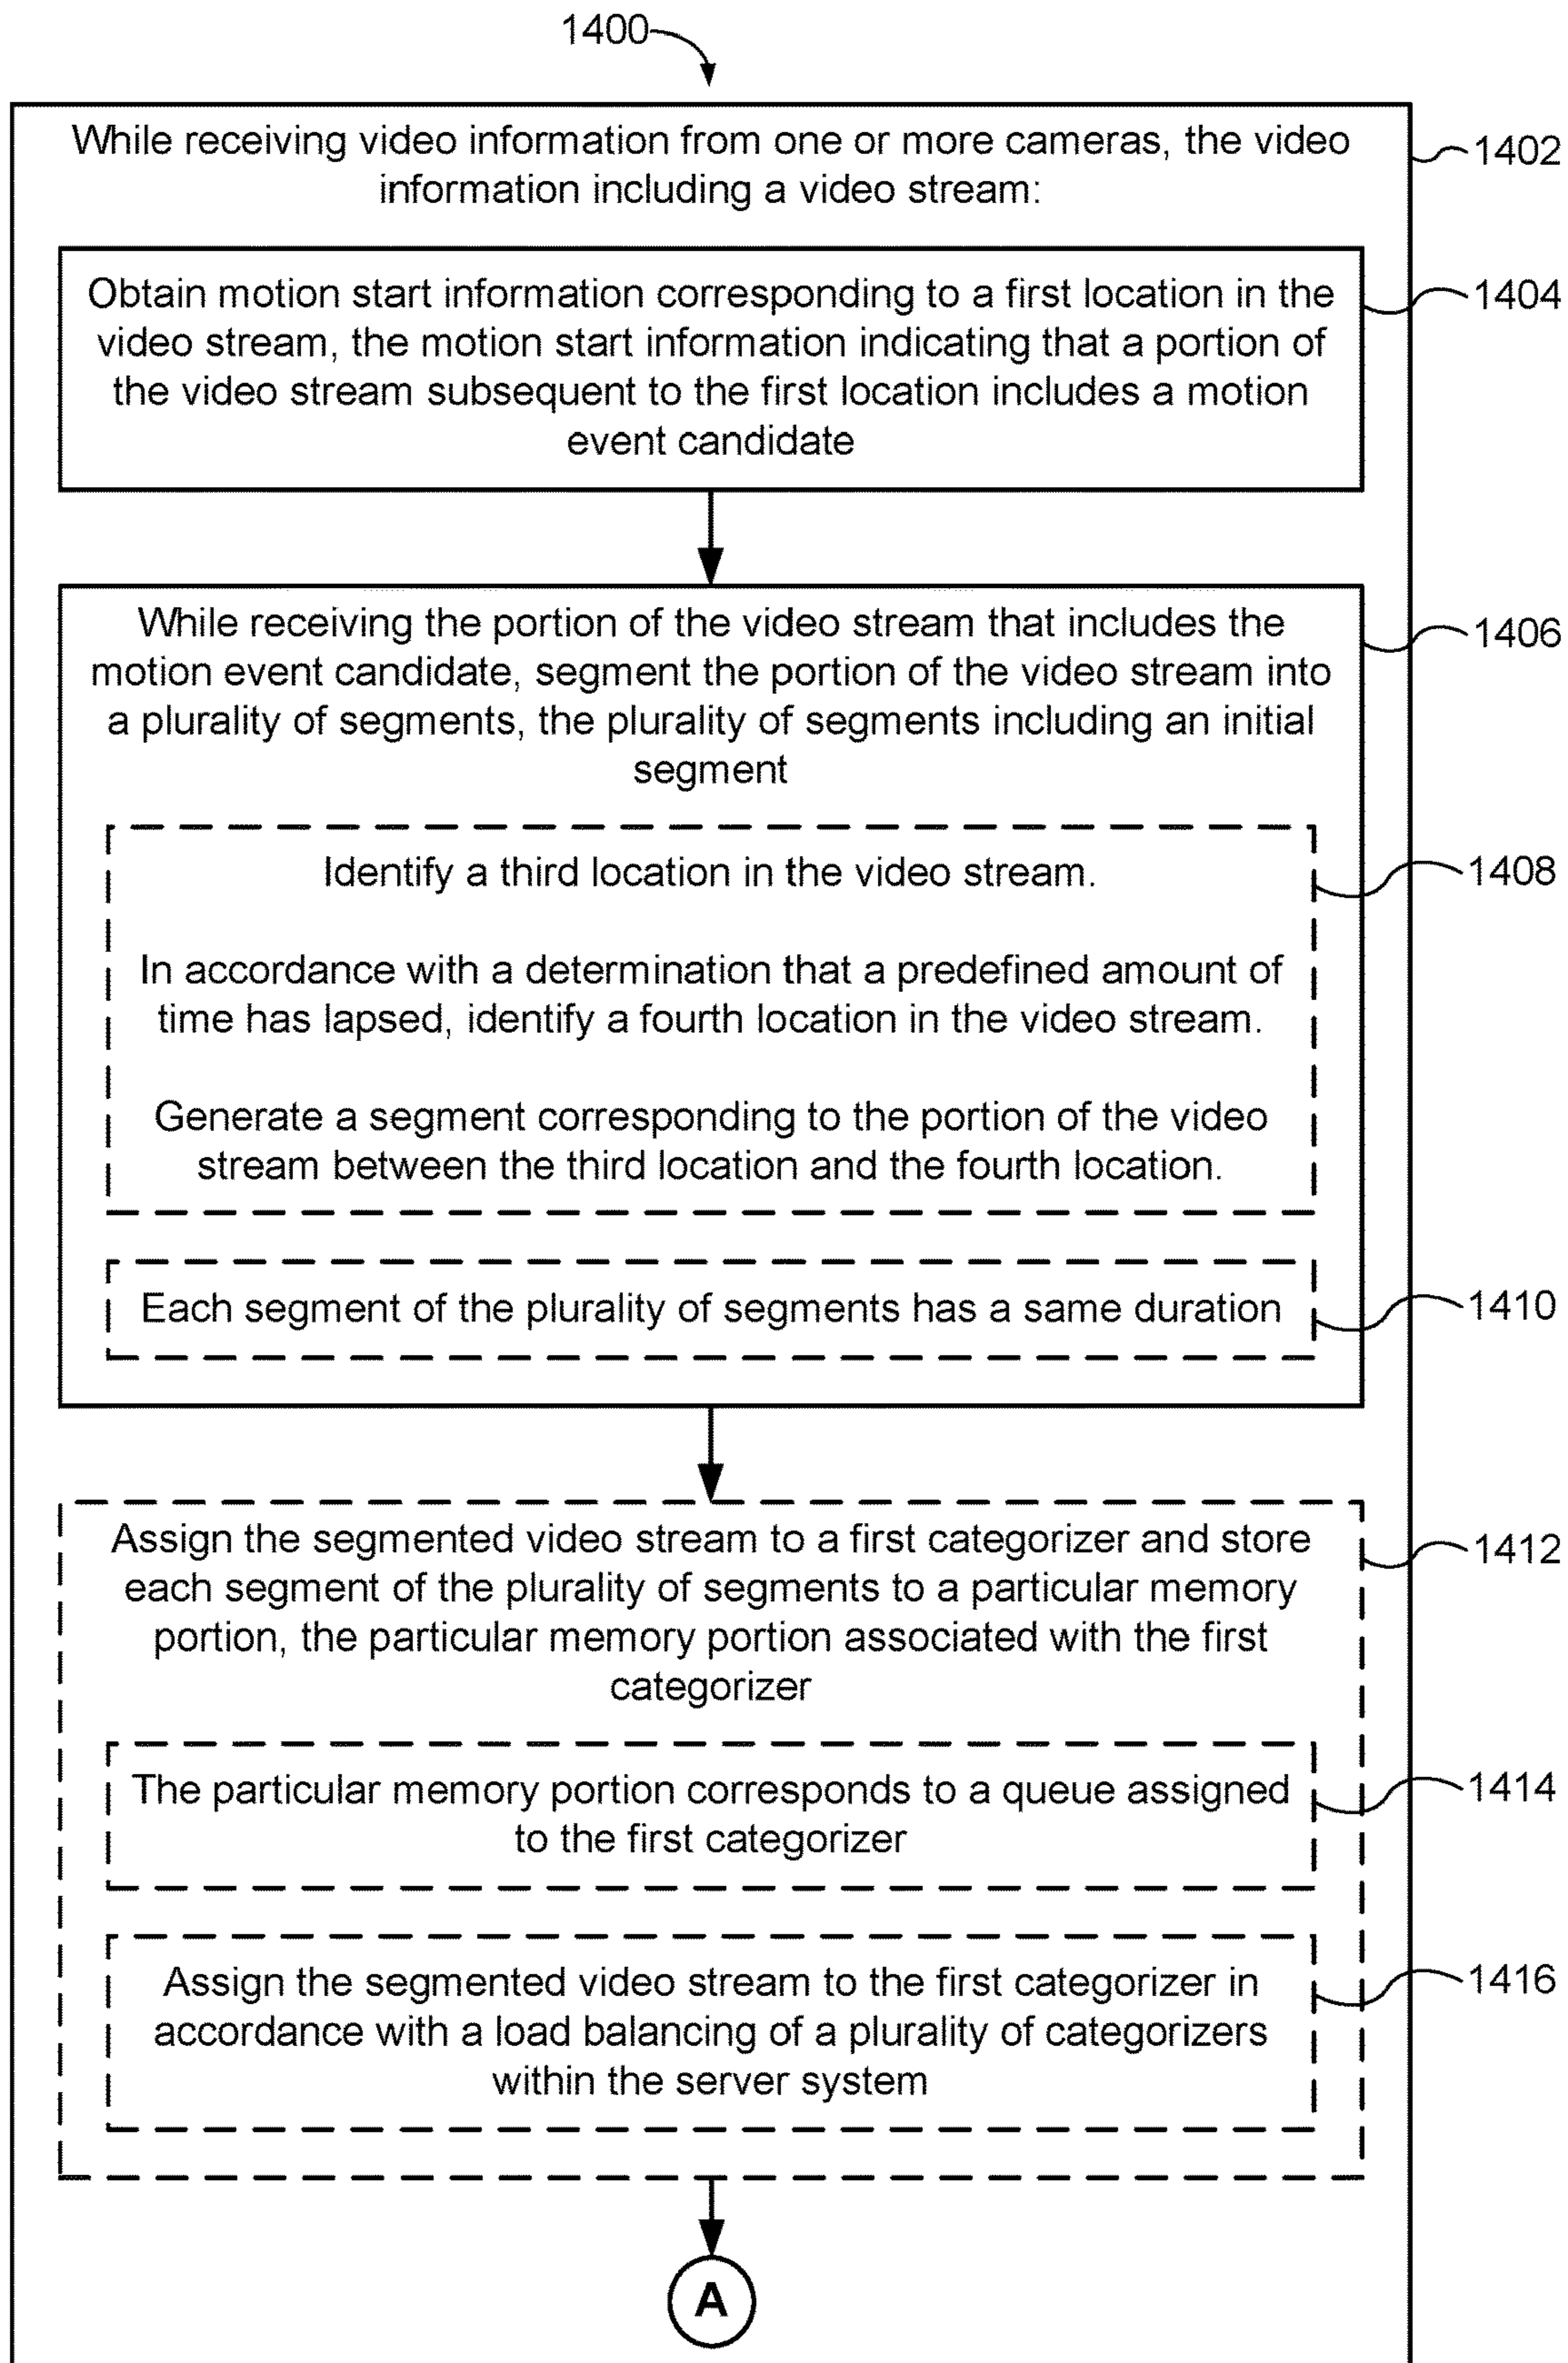 1400
While receiving video information from one or more cameras, the video
information including a video stream:
1402
Obtain motion start information corresponding to a first location in the
video stream, the motion start information indicating that a portion of
the video stream subsequent to the first location includes a motion
event candidate
1404
While receiving the portion of the video stream that includes the
motion event candidate, segment the portion of the video stream into
a plurality of segments, the plurality of segments including an initial
segment
1406
Identify a third location in the video stream.
In accordance with a determination that a predefined amount of
time has lapsed, identify a fourth location in the video stream.
Generate a segment corresponding to the portion of the video
stream between the third location and the fourth location.
1408
Each segment of the plurality of segments has a same duration
1410
Assign the segmented video stream to a first categorizer and store
each segment of the plurality of segments to a particular memory
portion, the particular memory portion associated with the first
categorizer
1412
The particular memory portion corresponds to a queue assigned
to the first categorizer
1414
Assign the segmented video stream to the first categorizer in
accordance with a load balancing of a plurality of categorizers
within the server system
1416
A